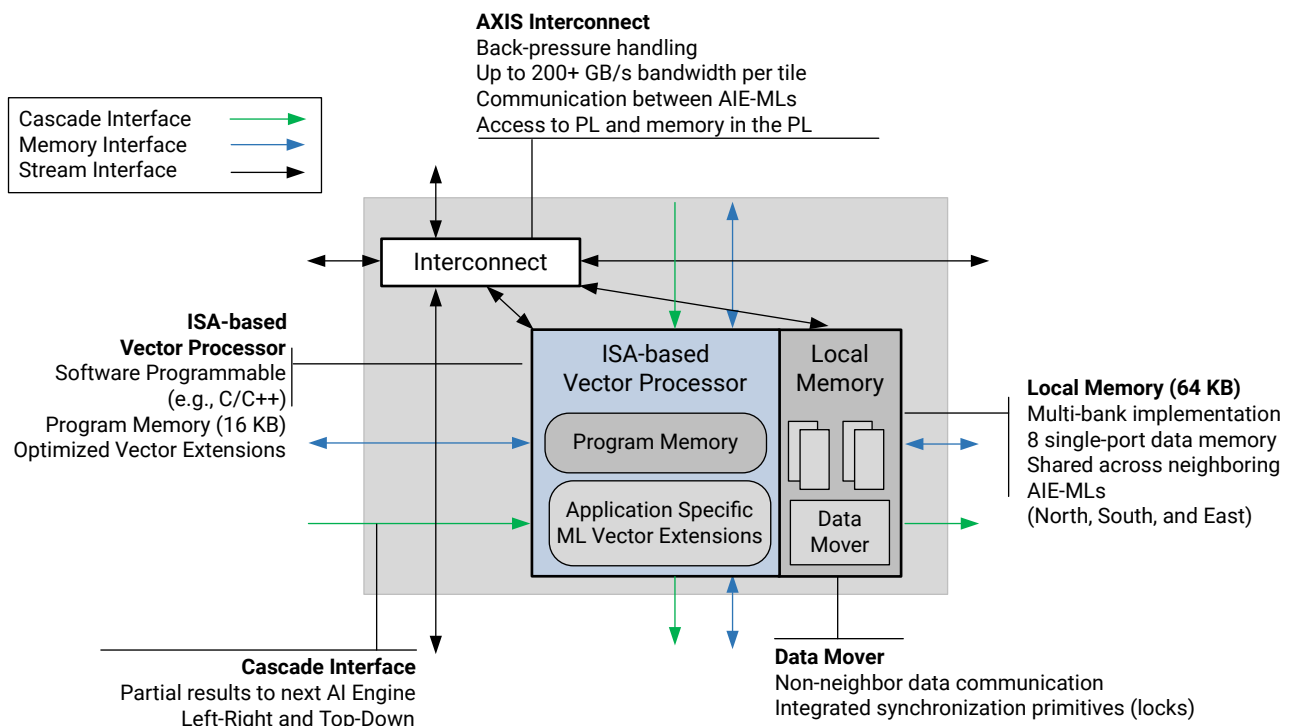 AXIS Interconnect
Back-pressure handling
Up to 200+ GB/s bandwidth per tile
Communication between AIE-MLs
Access to PL and memory in the PL
Cascade Interface
Memory Interface
Stream Interface
Interconnect
ISA-based
Vector Processor
Software Programmable
(e.g., C/C++)
Program Memory (16 KB)
Optimized Vector Extensions
ISA-based
Vector Processor
Program Memory
Application Specific
ML Vector Extensions
Local
Memory
Data
Mover
Local Memory (64 KB)
Multi-bank implementation
8 single-port data memory
Shared across neighboring
AIE-MLs
(North, South, and East)
Cascade Interface
Partial results to next AI Engine
Left-Right and Top-Down
Data Mover
Non-neighbor data communication
Integrated synchronization primitives (locks)